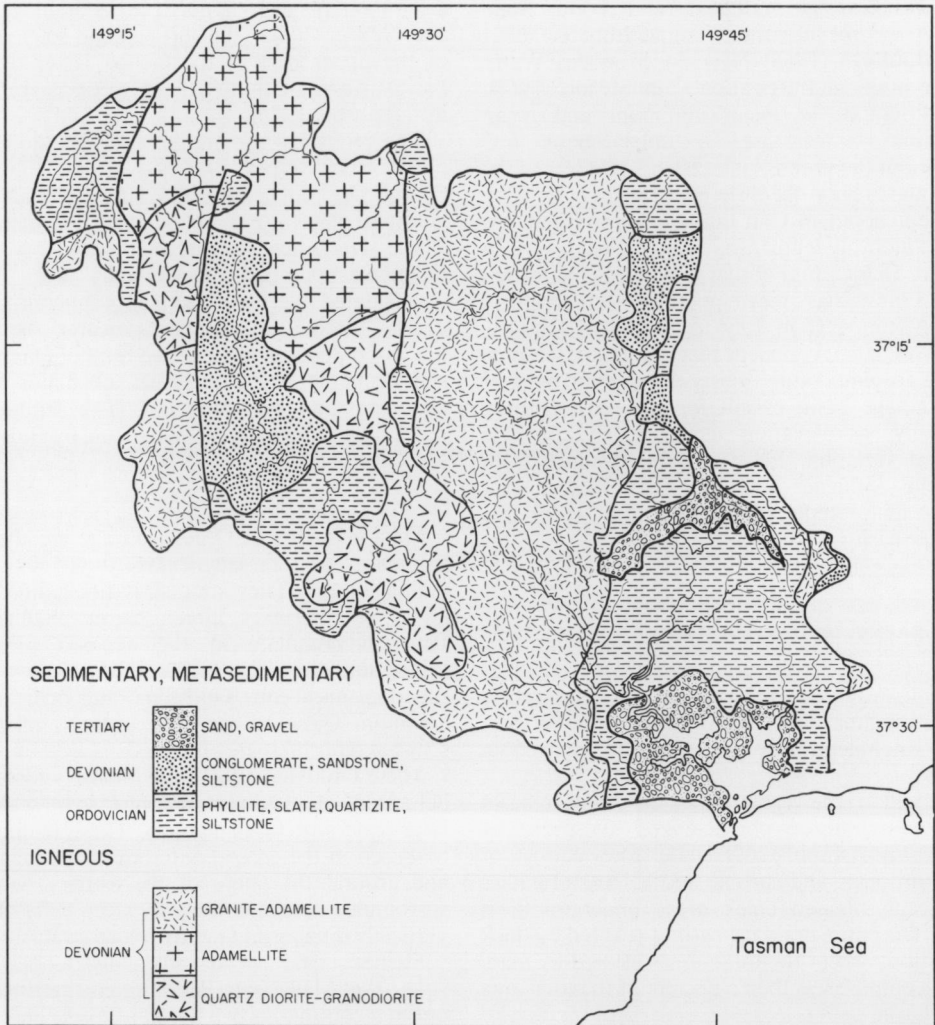 149°15'
149°30'
149°45'
37°15'
SEDIMENTARY, METASEDIMENTARY
TERTIARY
SAND, GRAVEL
37°30'
DEVONIAN
CONGLOMERATE, SANDSTONE,
SILTSTONE
ORDOVICIAN
PHYLLITE, SLATE, QUARTZITE,
SILTSTONE
IGNEOUS
GRANITE-ADAMELLITE
DEVONIAN
ADAMELLITE
QUARTZ DIORITE-GRANODIORITE
Tasman Sea